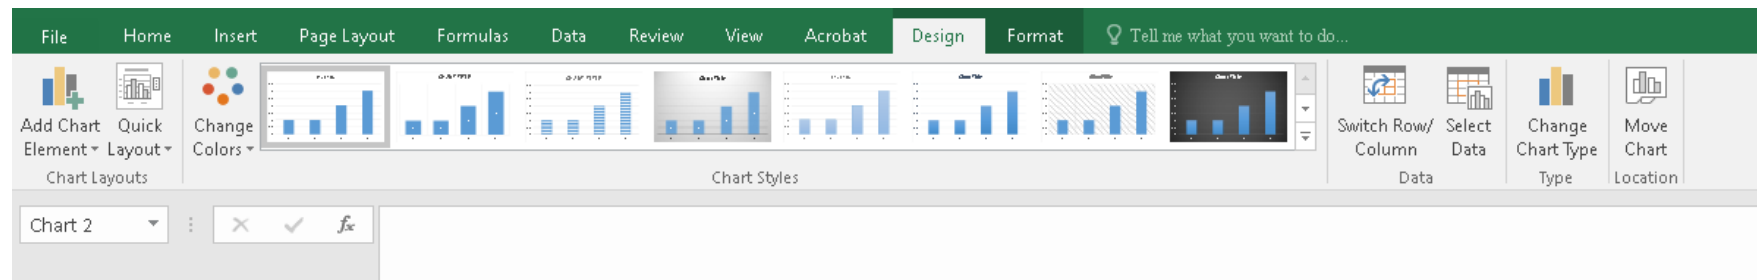 File Home Insert Page Layout Formulas Data Review View Acrobat Design Format Tell me what you want to do...
Add Chart Quick Change Switch Row/ Select Change Move
Element Layout Colors Column Data Chart Type Chart
Chart Layouts Chart Styles Data Type Location
Chart 2 fx